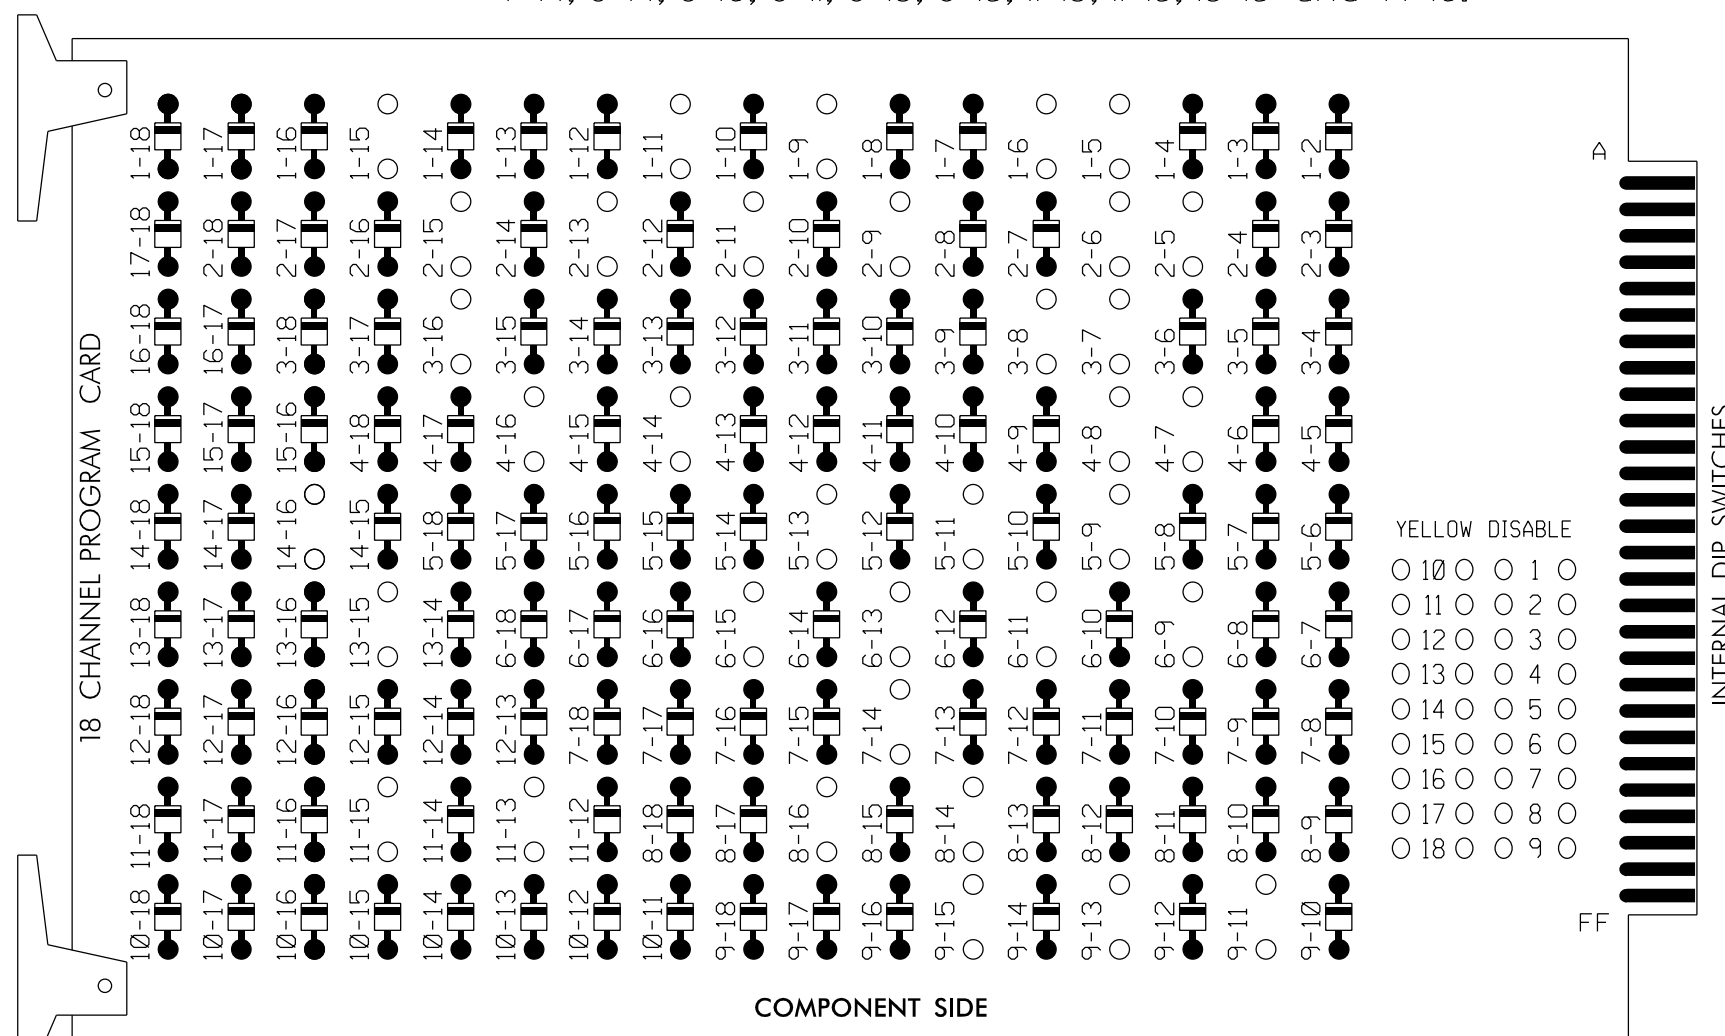 18 CHANNEL PROGRAM CARD
1-18 1-17 1-16 1-15 1-14 1-13 1-12 1-11 1-10 1-9 1-8 1-7 1-6 1-5 1-4 1-3 1-2
17-18 2-18 2-17 2-16 2-15 2-14 2-13 2-12 2-11 2-10 2-9 2-8 2-7 2-6 2-5 2-4 2-3
16-18 16-17 3-18 3-17 3-16 3-15 3-14 3-13 3-12 3-11 3-10 3-9 3-8 3-7 3-6 3-5 3-4
15-18 15-17 15-16 4-18 4-17 4-16 4-15 4-14 4-13 4-12 4-11 4-10 4-9 4-8 4-7 4-6 4-5
14-18 14-17 14-16 14-15 5-18 5-17 5-16 5-15 5-14 5-13 5-12 5-11 5-10 5-9 5-8 5-7 5-6
13-18 13-17 13-16 13-15 13-14 6-18 6-17 6-16 6-15 6-14 6-13 6-12 6-11 6-10 6-9 6-8 6-7
12-18 12-17 12-16 12-15 12-14 12-13 7-18 7-17 7-16 7-15 7-14 7-13 7-12 7-11 7-10 7-9 7-8
11-18 11-17 11-16 11-15 11-14 11-13 11-12 8-18 8-17 8-16 8-15 8-14 8-13 8-12 8-11 8-10 8-9
10-18 10-17 10-16 10-15 10-14 10-13 10-12 10-11 9-18 9-17 9-16 9-15 9-14 9-13 9-12 9-11 9-10
A
YELLOW DISABLE
10 1
11 2
12 3
13 4
14 5
15 6
16 7
17 8
18 9
FF
COMPONENT SIDE
INTERNAL DIP SWITCHES